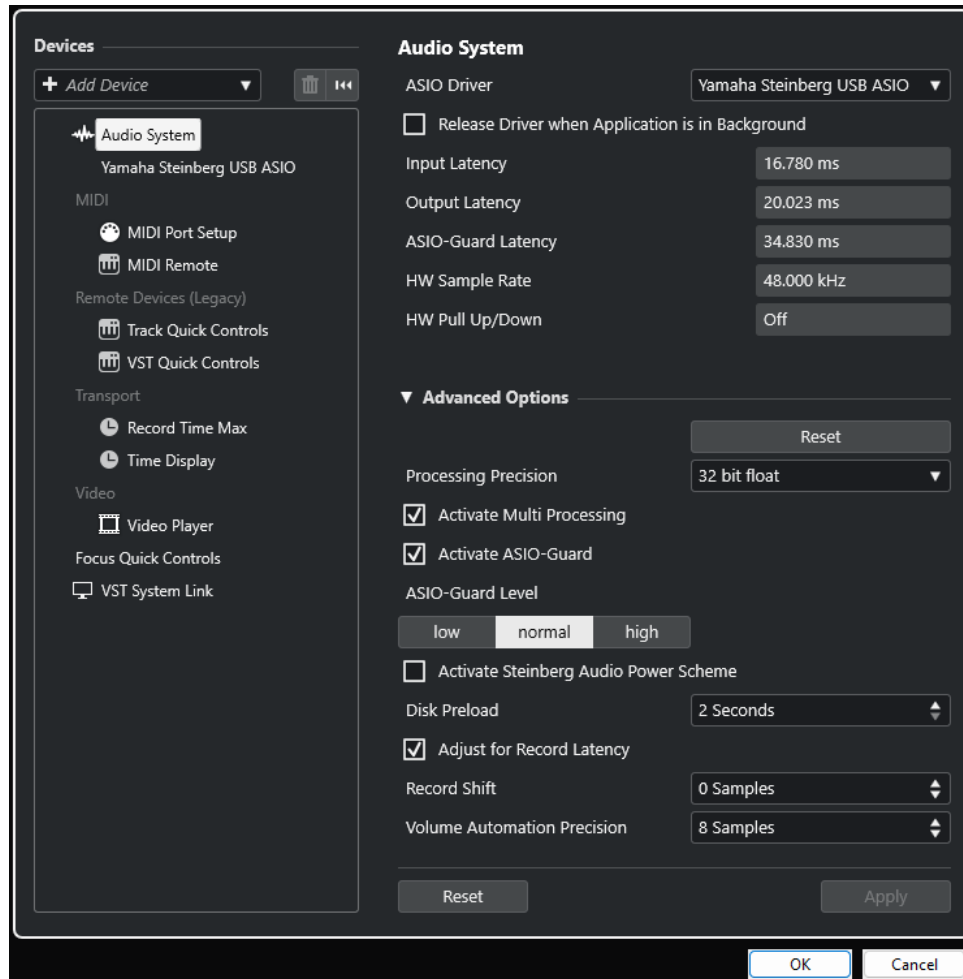 Devices
Add Device
Audio System
Yamaha Steinberg USB ASIO
MIDI
MIDI Port Setup
MIDI Remote
Remote Devices (Legacy)
Track Quick Controls
VST Quick Controls
Transport
Record Time Max
Time Display
Video
Video Player
Focus Quick Controls
VST System Link
Audio System
ASIO Driver Yamaha Steinberg USB ASIO
Release Driver when Application is in Background
Input Latency 16.780 ms
Output Latency 20.023 ms
ASIO-Guard Latency 34.830 ms
HW Sample Rate 48.000 kHz
HW Pull Up/Down Off
Advanced Options
Reset
Processing Precision 32 bit float
Activate Multi Processing
Activate ASIO-Guard
ASIO-Guard Level
low normal high
Activate Steinberg Audio Power Scheme
Disk Preload 2 Seconds
Adjust for Record Latency
Record Shift 0 Samples
Volume Automation Precision 8 Samples
Reset Apply
OK Cancel